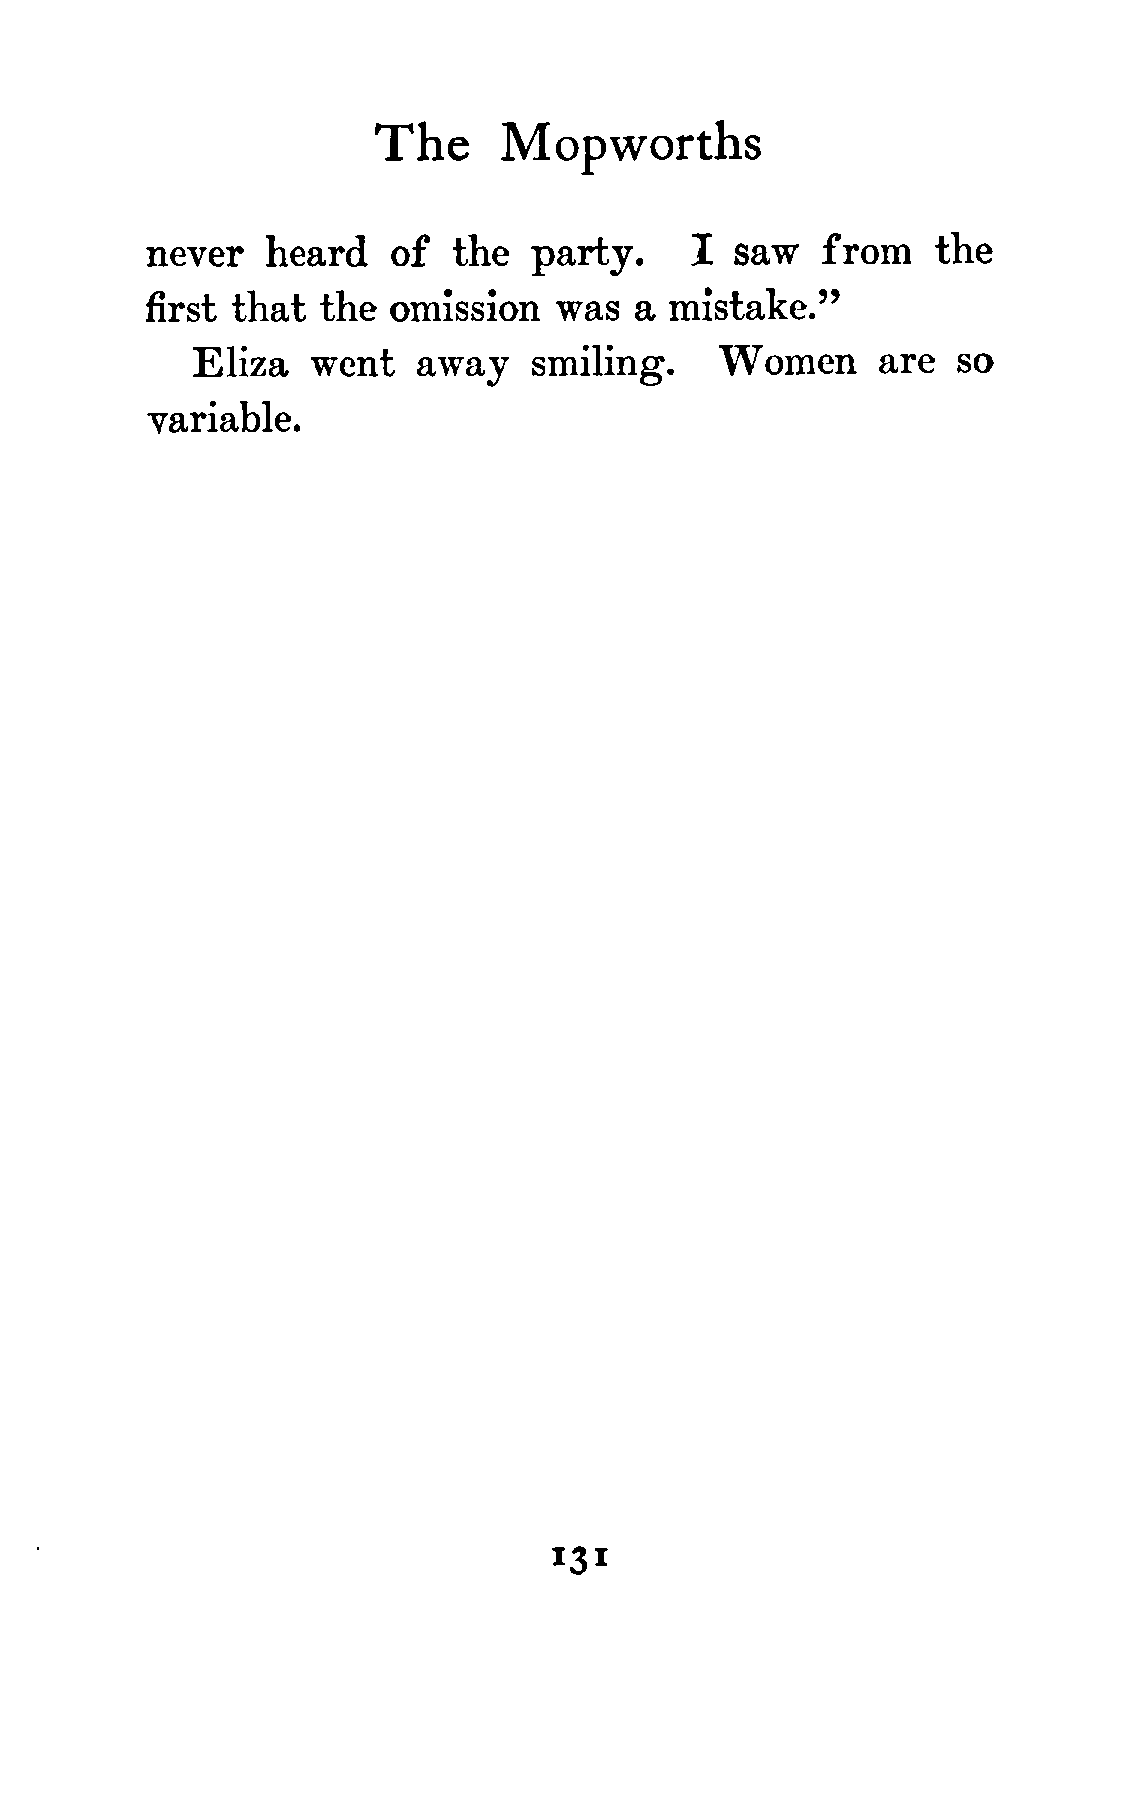 The Mopworths
never heard of the party. I saw from the
first that the omission was a mistake.”
Eliza went away smiling. Women are so
variable.
131